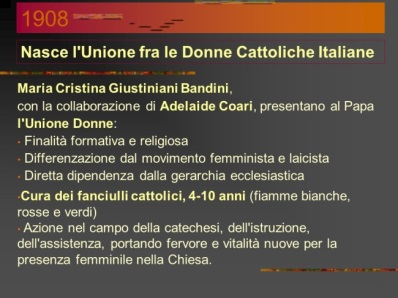 1908
Nasce l'Unione fra le Donne Cattoliche Italiane
Maria Cristina Giustiniani Bandini,
con la collaborazione di Adelaide Coari, presentano al Papa
l'Unione Donne:
• Finalità formativa e religiosa
• Differenziazione dal movimento femminista e laicista
• Diretta dipendenza dalla gerarchia ecclesiastica
•Cura dei fanciulli cattolici, 4-10 anni (fiamme bianche,
rosse e verdi)
• Azione nel campo della catechesi, dell'istruzione,
dell'assistenza, portando fervore e vitalità nuove per la
presenza femminile nella Chiesa.